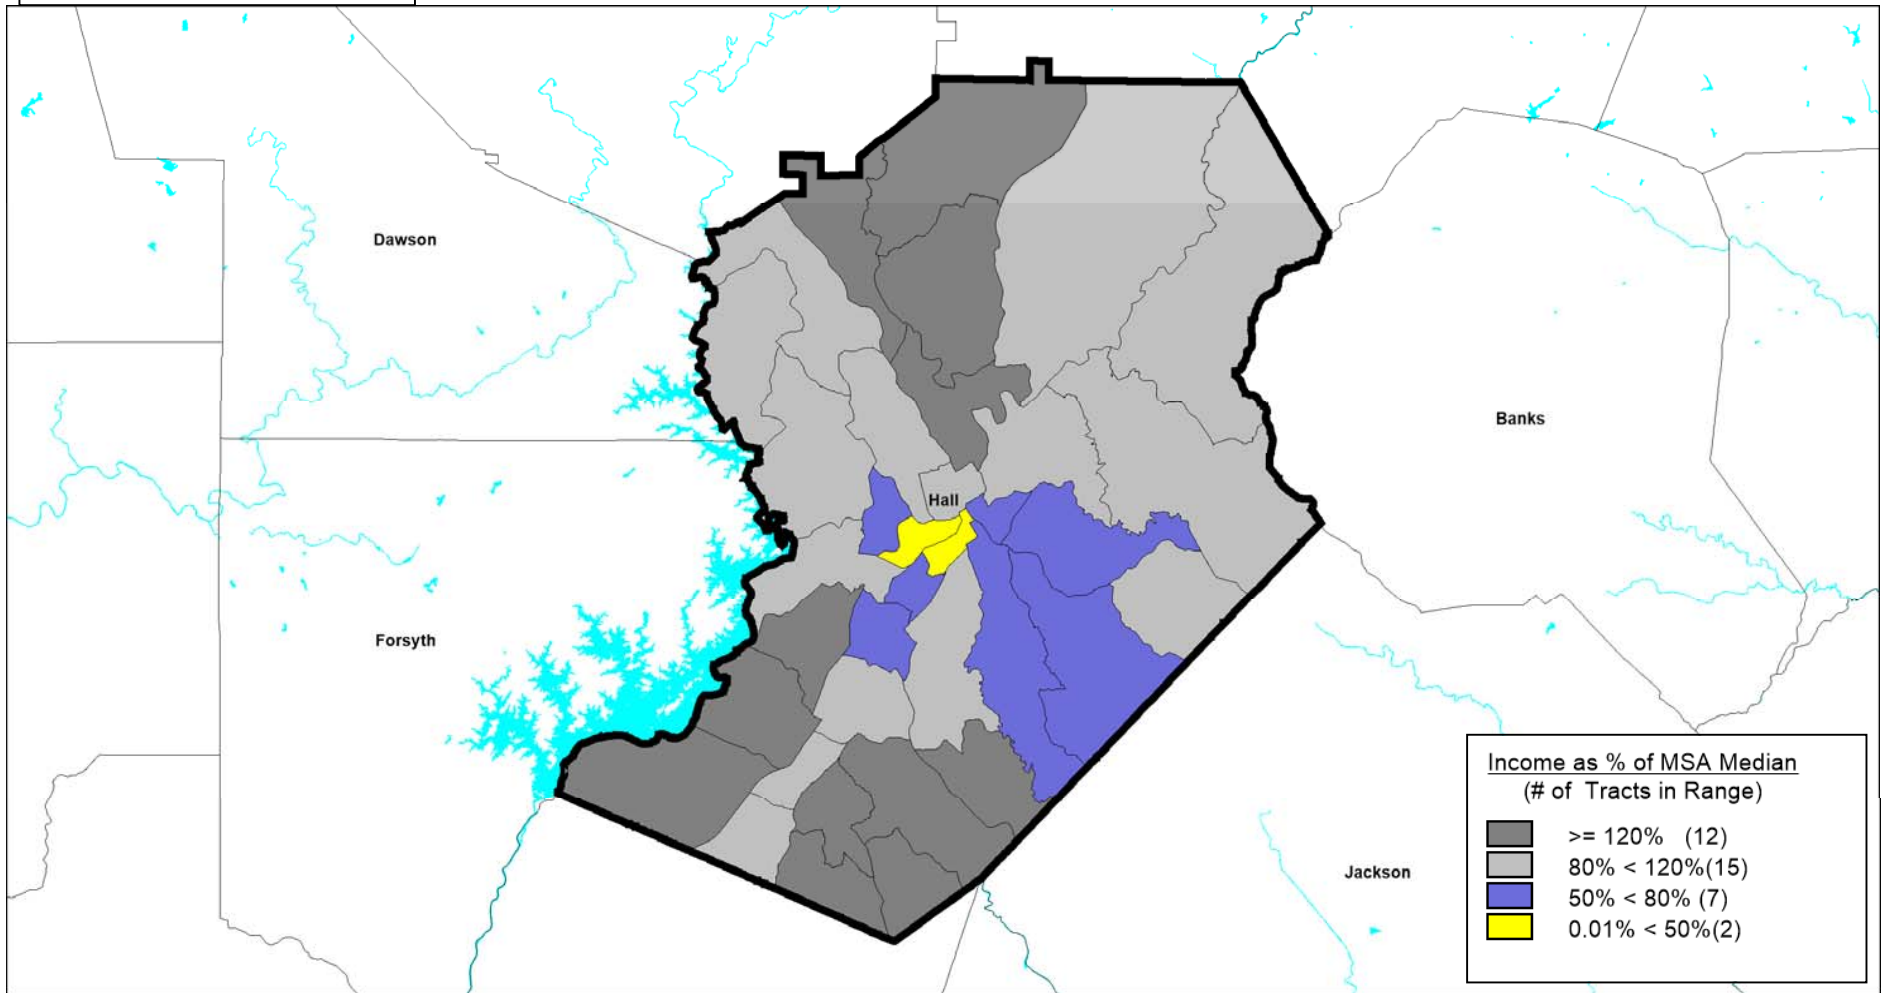 Dawson
Banks
Hall
Forsyth
Jackson
Income as % of MSA Median
(# of Tracts in Range)
>= 120% (12)
80% < 120%(15)
50% < 80% (7)
0.01% < 50%(2)